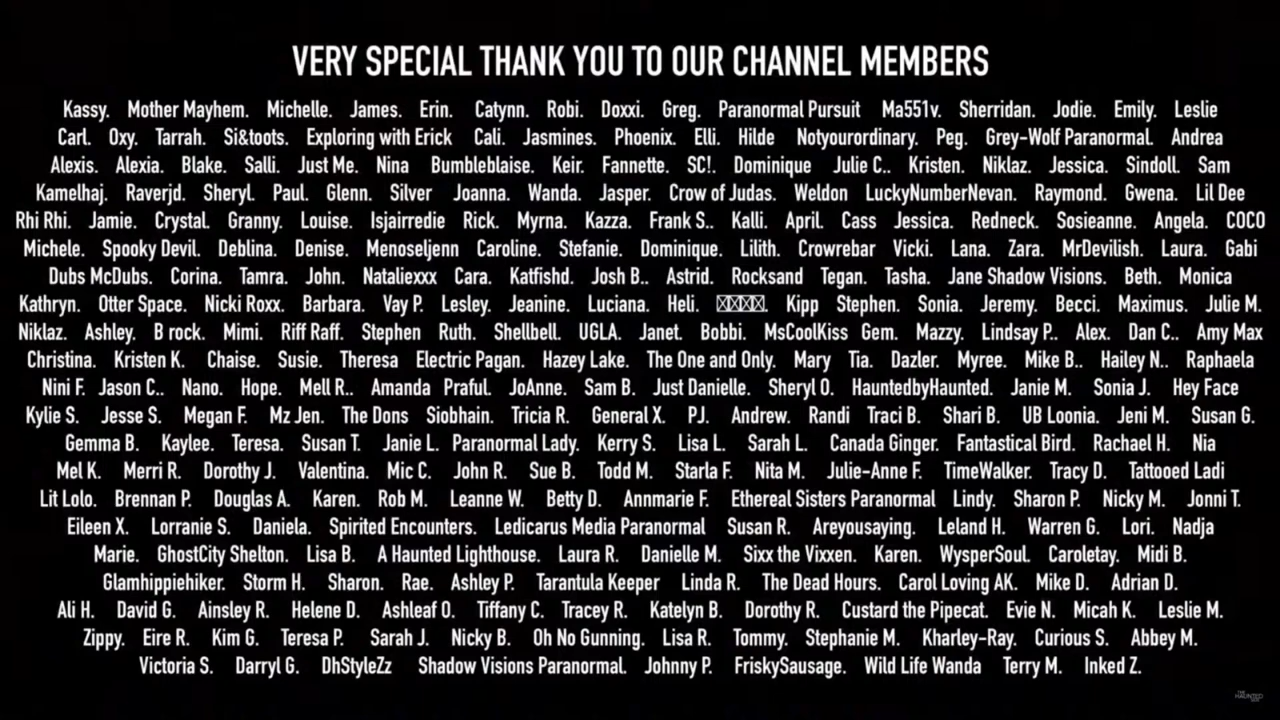 VERY SPECIAL THANK YOU TO OUR CHANNEL MEMBERS
Kassy. Mother Mayhem. Michelle. James. Erin. Catynn. Robi. Doxxi. Greg. Paranormal Pursuit Ma551v. Sherridan. Jodie. Emily. Leslie
Carl. Oxy. Tarrah. Si&toots. Exploring with Erick Cali. Jasmines. Phoenix. Elli. Hilde Notyourordinary. Peg. Grey-Wolf Paranormal. Andrea
Alexis. Alexia. Blake. Salli. Just Me. Nina Bumbleblaise. Keir. Fannette. SC!. Dominique Julie C.. Kristen. Niklaz. Jessica. Sindoll. Sam
Kamelhaj. Raverjd. Sheryl. Paul. Glenn. Silver Joanna. Wanda. Jasper. Crow of Judas. Weldon LuckyNumberNevan. Raymond. Gwena. Lil Dee
Rhi Rhi. Jamie. Crystal. Granny. Louise. Isjairredie Rick. Myrna. Kazza. Frank S.. Kalli. April. Cass Jessica. Redneck. Sosieanne. Angela. COCO
Michele. Spooky Devil. Deblina. Denise. Menoseljenn Caroline. Stefanie. Dominique. Lilith. Crowrebar Vicki. Lana. Zara. MrDevilish. Laura. Gabi
Dubs McDubs. Corina. Tamra. John. Nataliexxx Cara. Katfishd. Josh B.. Astrid. Rocksand Tegan. Tasha. Jane Shadow Visions. Beth. Monica
Kathryn. Otter Space. Nicki Roxx. Barbara. Vay P. Lesley. Jeanine. Luciana. Heli. Kipp Stephen. Sonia. Jeremy. Becci. Maximus. Julie M.
Niklaz. Ashley. B rock. Mimi. Riff Raff. Stephen Ruth. Shellbell. UGLA. Janet. Bobbi. MsCoolKiss Gem. Mazzy. Lindsay P.. Alex. Dan C.. Amy Max
Christina. Kristen K. Chaise. Susie. Theresa Electric Pagan. Hazey Lake. The One and Only. Mary Tia. Dazler. Myree. Mike B.. Hailey N.. Raphaela
Nini F. Jason C.. Nano. Hope. Mell R.. Amanda Praful. JoAnne. Sam B. Just Danielle. Sheryl O. HauntedbyHaunted. Janie M. Sonia J. Hey Face
Kylie S. Jesse S. Megan F. Mz Jen. The Dons Siobhain. Tricia R. General X. PJ. Andrew. Randi Traci B. Shari B. UB Loonia. Jeni M. Susan G.
Gemma B. Kaylee. Teresa. Susan T. Janie L. Paranormal Lady. Kerry S. Lisa L. Sarah L. Canada Ginger. Fantastical Bird. Rachael H. Nia
Mel K. Merri R. Dorothy J. Valentina. Mic C. John R. Sue B. Todd M. Starla F. Nita M. Julie-Anne F. TimeWalker. Tracy D. Tattooed Ladi
Lit Lolo. Brennan P. Douglas A. Karen. Rob M. Leanne W. Betty D. Annmarie F. Ethereal Sisters Paranormal Lindy. Sharon P. Nicky M. Jonni T.
Eileen X. Lorranie S. Daniela. Spirited Encounters. Ledicarus Media Paranormal Susan R. Areyousaying. Leland H. Warren G. Lori. Nadja
Marie. GhostCity Shelton. Lisa B. A Haunted Lighthouse. Laura R. Danielle M. Sixx the Vixxen. Karen. WysperSoul. Caroletay. Midi B.
Glamhippiehiker. Storm H. Sharon. Rae. Ashley P. Tarantula Keeper Linda R. The Dead Hours. Carol Loving AK. Mike D. Adrian D.
Ali H. David G. Ainsley R. Helene D. Ashleaf O. Tiffany C. Tracey R. Katelyn B. Dorothy R. Custard the Pipecat. Evie N. Micah K. Leslie M.
Zippy. Eire R. Kim G. Teresa P. Sarah J. Nicky B. Oh No Gunning. Lisa R. Tommy. Stephanie M. Kharley-Ray. Curious S. Abbey M.
Victoria S. Darryl G. DhStyleZz Shadow Visions Paranormal. Johnny P. FriskySausage. Wild Life Wanda Terry M. Inked Z.
THE
HAUNTED